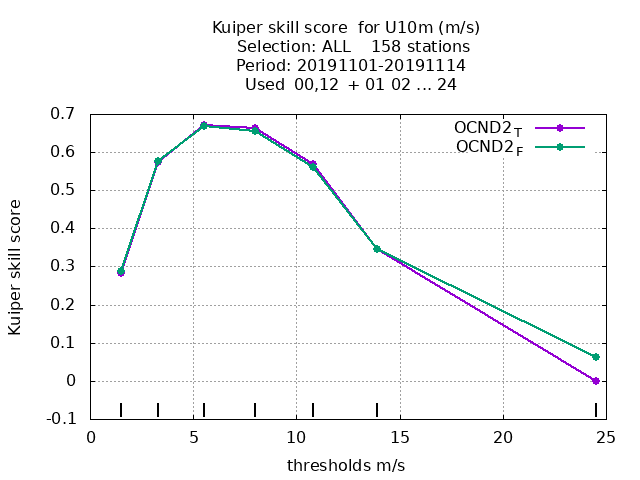 Kuiper skill score for U10m (m/s)
Selection: ALL 158 stations
Period: 20191101-20191114
Used 00,12 + 01 02 ... 24
OCND2_T
OCND2_F
Kuiper skill score
0.7
0.6
0.5
0.4
0.3
0.2
0.1
0
-0.1
0 5 10 15 20 25
thresholds m/s